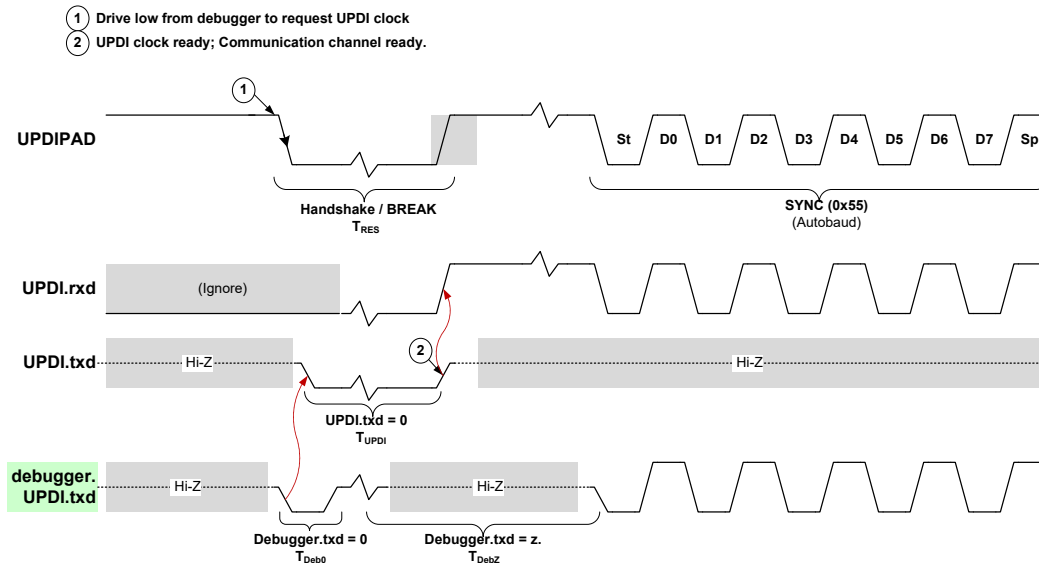 1 Drive low from debugger to request UPDI clock
2 UPDI clock ready; Communication channel ready.
1
UPDIPAD
St D0 D1 D2 D3 D4 D5 D6 D7 Sp
Handshake / BREAK
TRES
SYNC (0x55)
(Autobaud)
UPDI.rxd
(Ignore)
UPDI.txd
Hi-Z
2
Hi-Z
UPDI.txd = 0
TUPDI
debugger.
UPDI.txd
Hi-Z
Hi-Z
Debugger.txd = 0
TDeb0
Debugger.txd = z.
TDebZ